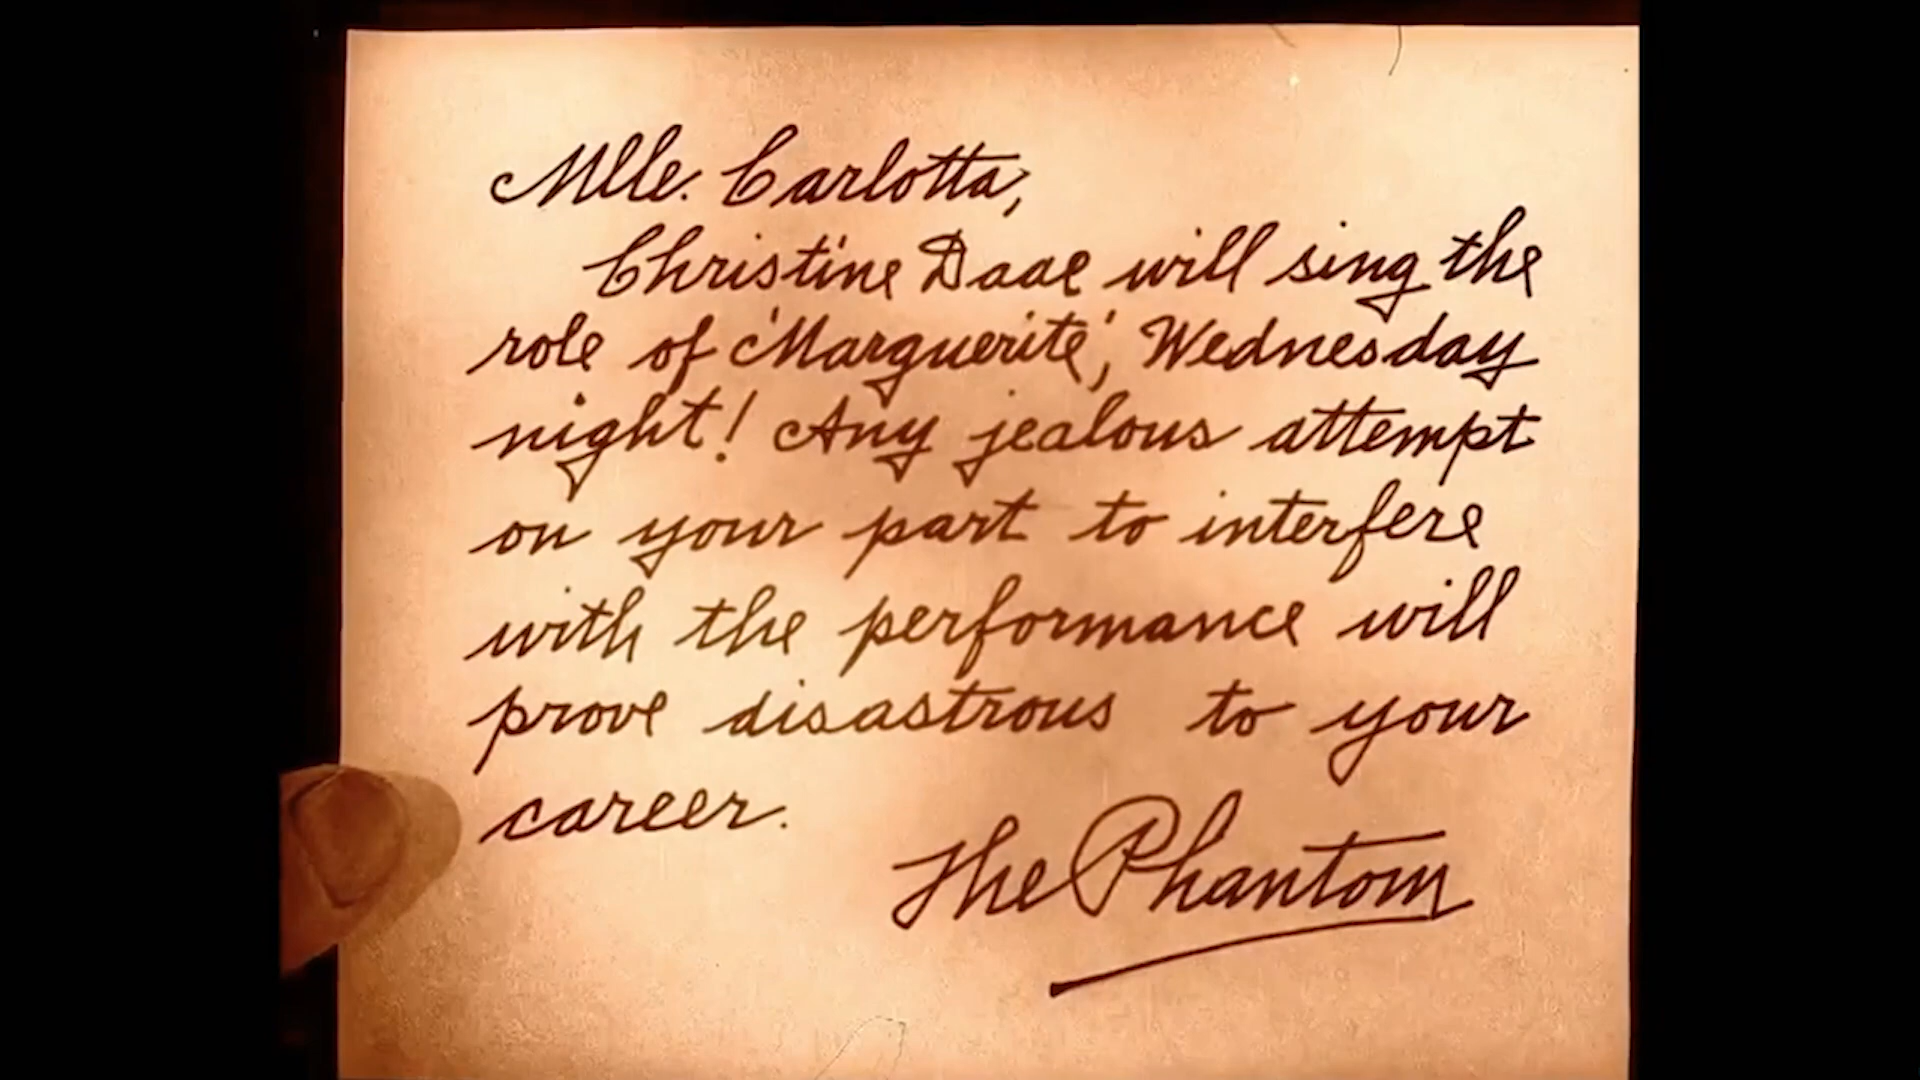 Mlle. Carlotta,
Christine Daae will sing the
role of 'Marguerite', Wednesday
night! Any jealous attempt
on your part to interfere
with the performance will
prove disastrous to your
career.
The Phantom